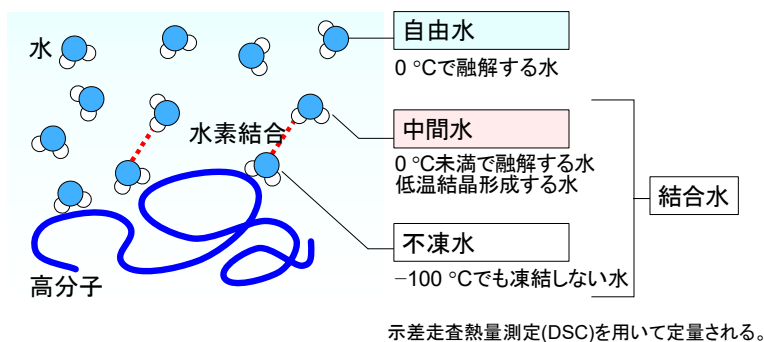 水
自由水
0 °Cで融解する水
水素結合
中間水
0 °C未満で融解する水
低温結晶形成する水
結合水
不凍水
−100 °Cでも凍結しない水
高分子
示差走査熱量測定(DSC)を用いて定量される。